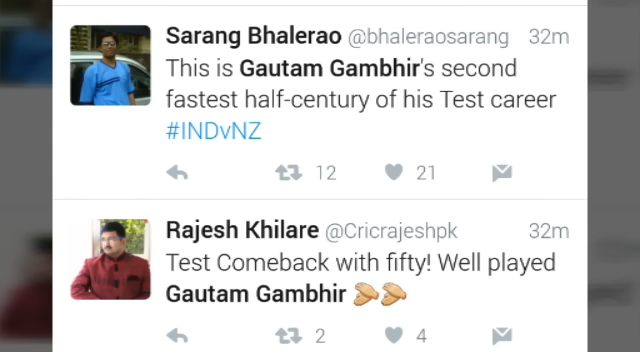 Sarang Bhalerao @bhaleraosarang 32m
This is Gautam Gambhir's second
fastest half-century of his Test career
#INDvNZ
12 21
Rajesh Khilare @Cricrajeshpk 32m
Test Comeback with fifty! Well played
Gautam Gambhir 👏👏
2 4